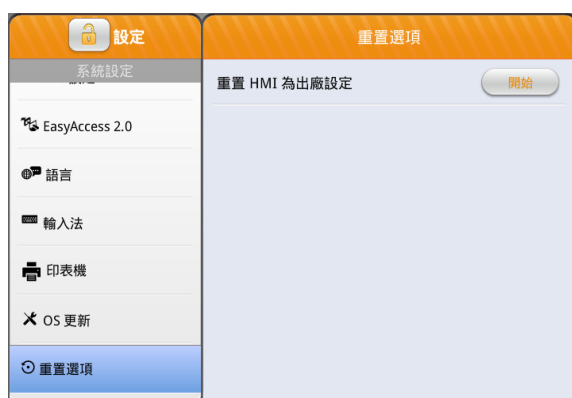 設定
重置選項
系統設定
重置 HMI 為出廠設定
開始
EasyAccess 2.0
語言
輸入法
印表機
OS 更新
重置選項